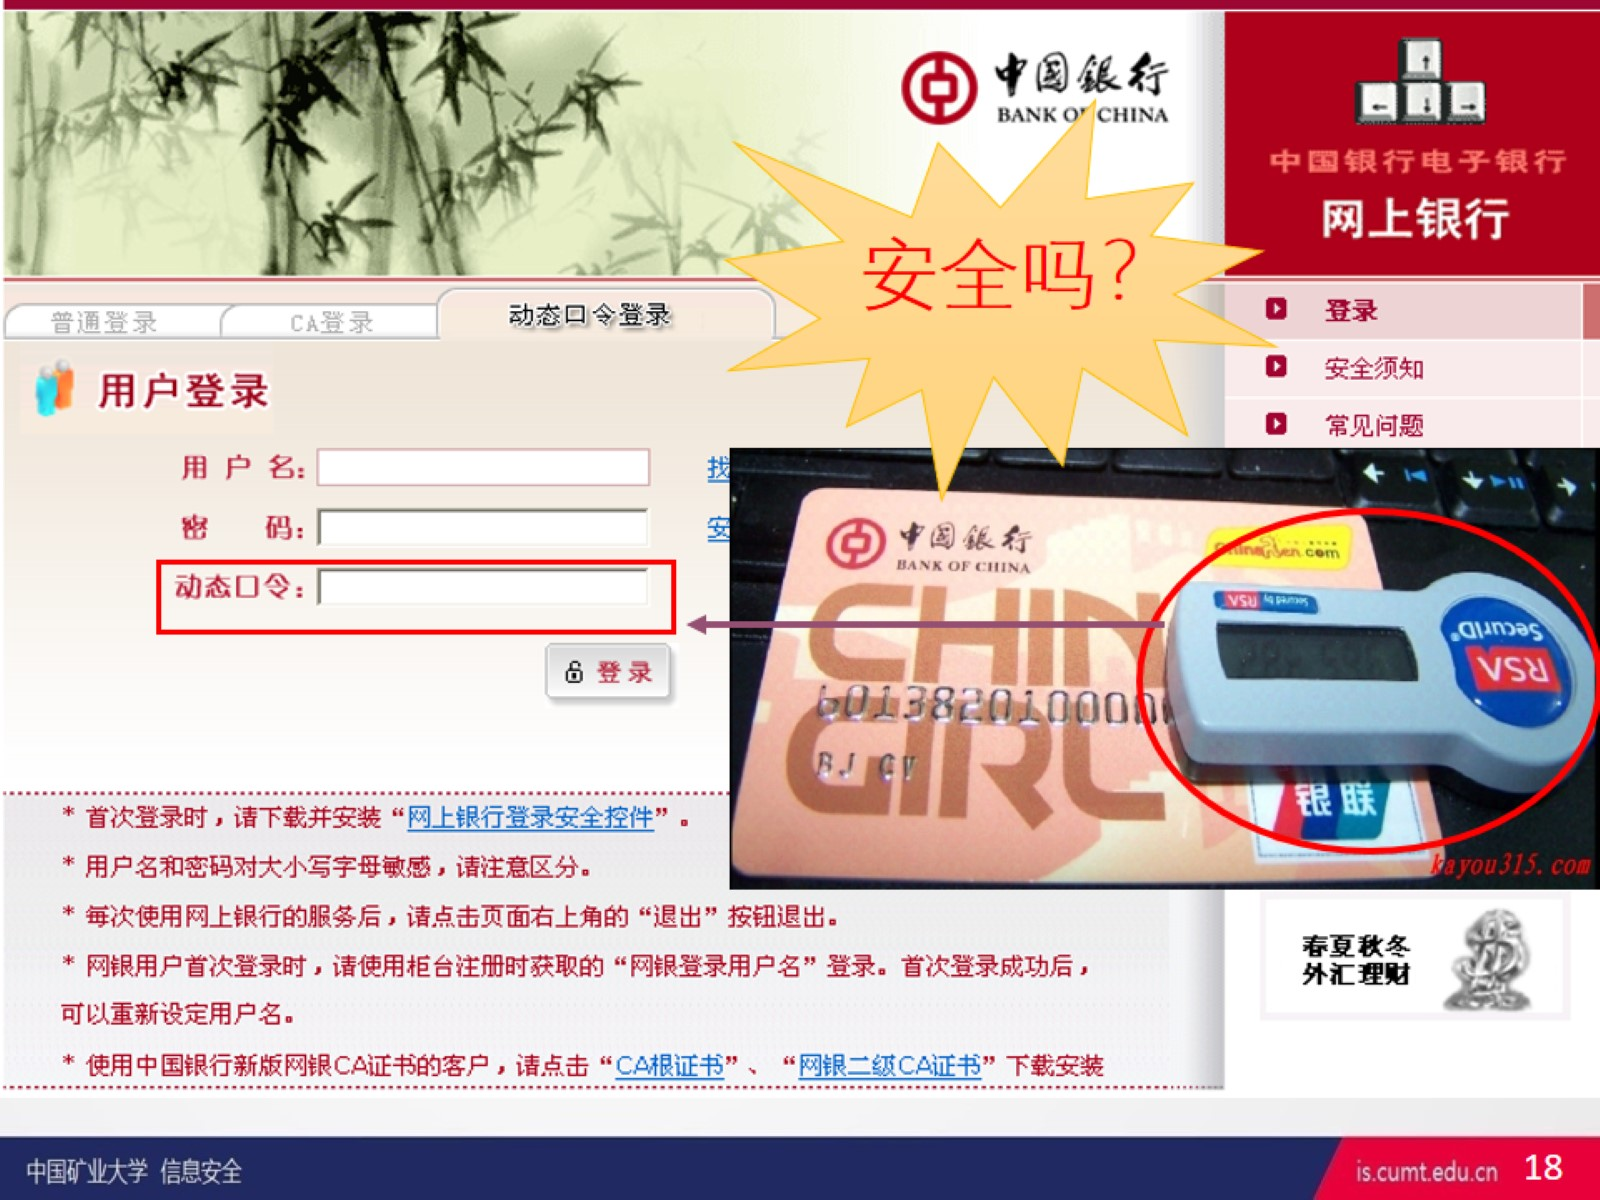 中国銀行
BANK OF CHINA
中国银行电子银行
网上银行
安全吗?
普通登录
CA登录
动态口令登录
登录
安全须知
常见问题
用户登录
用 户 名:
找
密 码:
安
动态口令:
登 录
中国銀行
BANK OF CHINA
CHIN
GIRL
BJ CV
Secured by RSA
SecurID®
RSA
银联
kayou315.com
* 首次登录时,请下载并安装“网上银行登录安全控件”。
* 用户名和密码对大小写字母敏感,请注意区分。
* 每次使用网上银行的服务后,请点击页面右上角的“退出”按钮退出。
* 网银用户首次登录时,请使用柜台注册时获取的“网银登录用户名”登录。首次登录成功后,
可以重新设定用户名。
* 使用中国银行新版网银CA证书的客户,请点击“CA根证书”、“网银二级CA证书”下载安装
春夏秋冬
外汇理财
中国矿业大学 信息安全
is.cumt.edu.cn
18